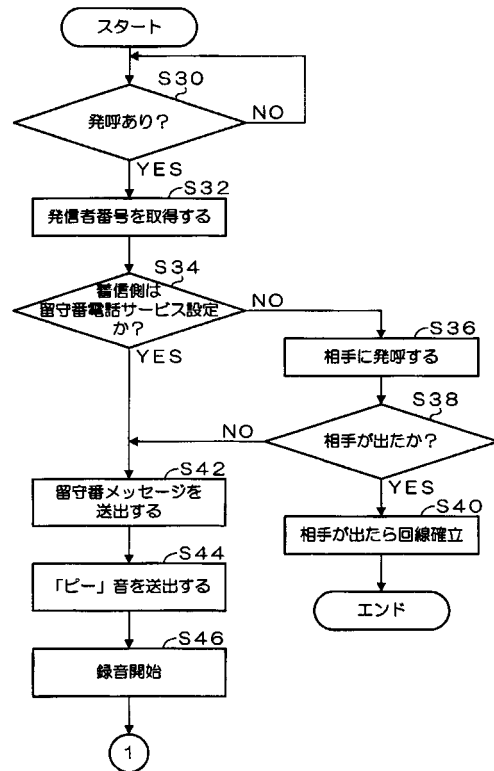 スタート
S30
発呼あり?
NO
YES
S32
発信者番号を取得する
S34
着信側は
留守番電話サービス設定
か?
NO
YES
S36
相手に発呼する
S38
相手が出たか?
NO
YES
S42
留守番メッセージを
送出する
S40
相手が出たら回線確立
S44
「ピー」音を送出する
エンド
S46
録音開始
1